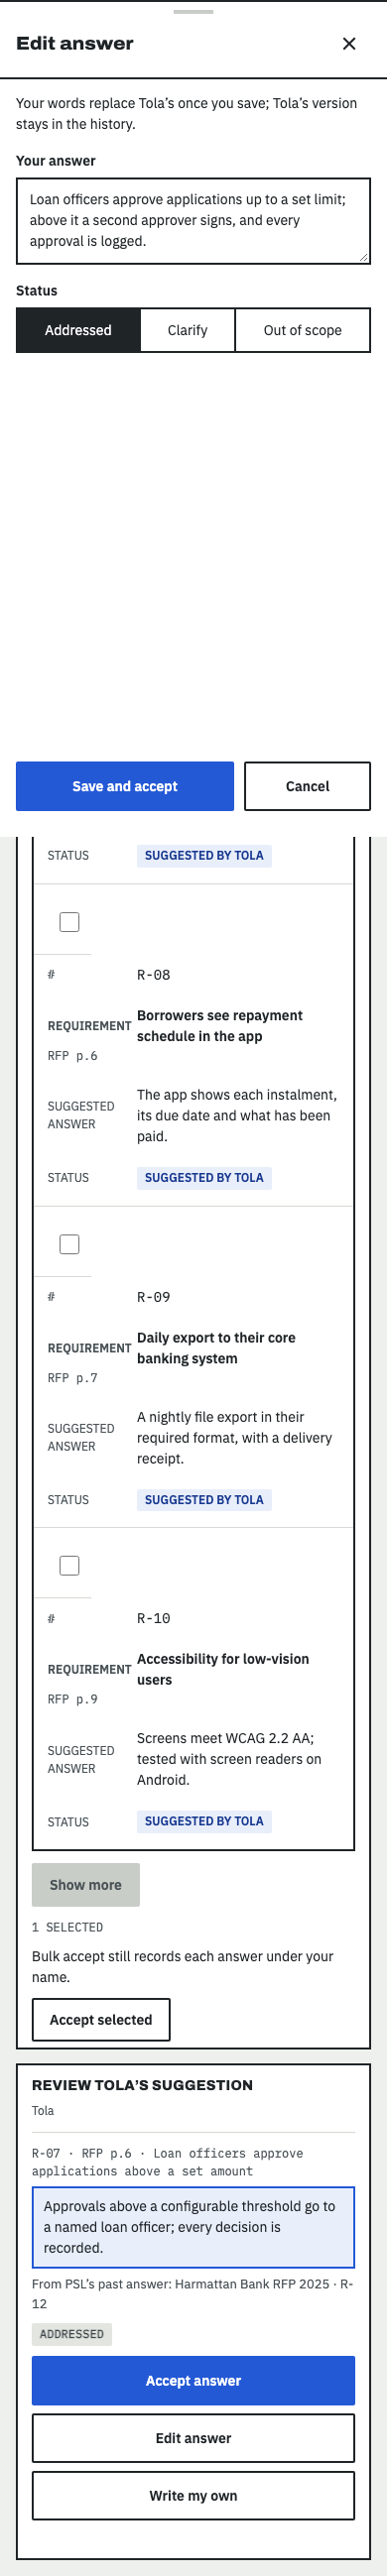 Edit answer
Your words replace Tola’s once you save; Tola’s version
stays in the history.
Your answer
Loan officers approve applications up to a set limit;
above it a second approver signs, and every
approval is logged.
Status
Addressed
Clarify
Out of scope
Save and accept
Cancel
STATUS
SUGGESTED BY TOLA
#
R-08
REQUIREMENT
Borrowers see repayment
schedule in the app
RFP p.6
SUGGESTED
ANSWER
The app shows each instalment,
its due date and what has been
paid.
STATUS
SUGGESTED BY TOLA
#
R-09
REQUIREMENT
Daily export to their core
banking system
RFP p.7
SUGGESTED
ANSWER
A nightly file export in their
required format, with a delivery
receipt.
STATUS
SUGGESTED BY TOLA
#
R-10
REQUIREMENT
Accessibility for low-vision
users
RFP p.9
SUGGESTED
ANSWER
Screens meet WCAG 2.2 AA;
tested with screen readers on
Android.
STATUS
SUGGESTED BY TOLA
Show more
1 SELECTED
Bulk accept still records each answer under your
name.
Accept selected
REVIEW TOLA’S SUGGESTION
Tola
R-07 · RFP p.6 · Loan officers approve
applications above a set amount
Approvals above a configurable threshold go to
a named loan officer; every decision is
recorded.
From PSL’s past answer: Harmattan Bank RFP 2025 · R-
12
ADDRESSED
Accept answer
Edit answer
Write my own